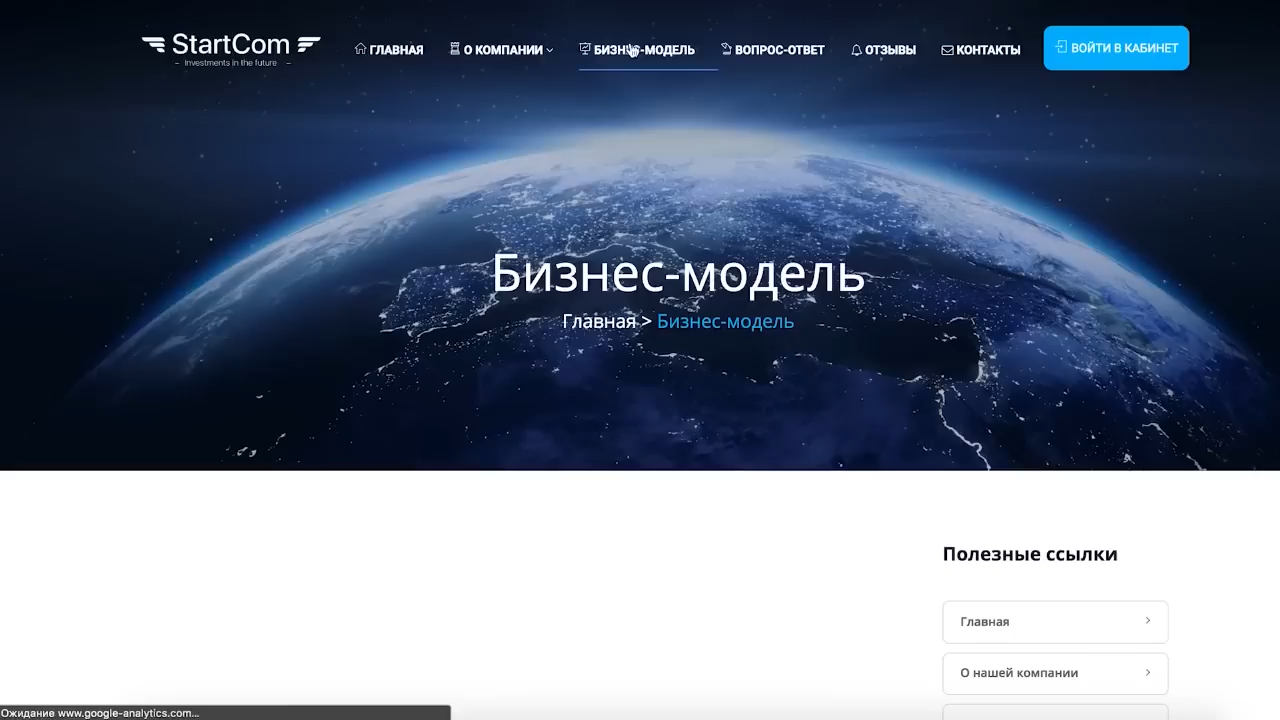 StartCom
– Investments in the future –
ГЛАВНАЯ
О КОМПАНИИ
БИЗНЕС-МОДЕЛЬ
ВОПРОС-ОТВЕТ
ОТЗЫВЫ
КОНТАКТЫ
ВОЙТИ В КАБИНЕТ
Бизнес-модель
Главная > Бизнес-модель
Полезные ссылки
Главная
О нашей компании
Ожидание www.google-analytics.com...